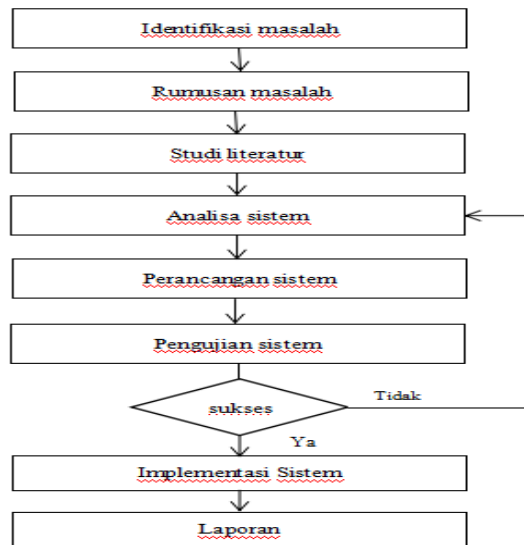 Identifikasi masalah
Rumusan masalah
Studi literatur
Analisa sistem
Perancangan sistem
Pengujian sistem
sukses
Tidak
Ya
Implementasi Sistem
Laporan